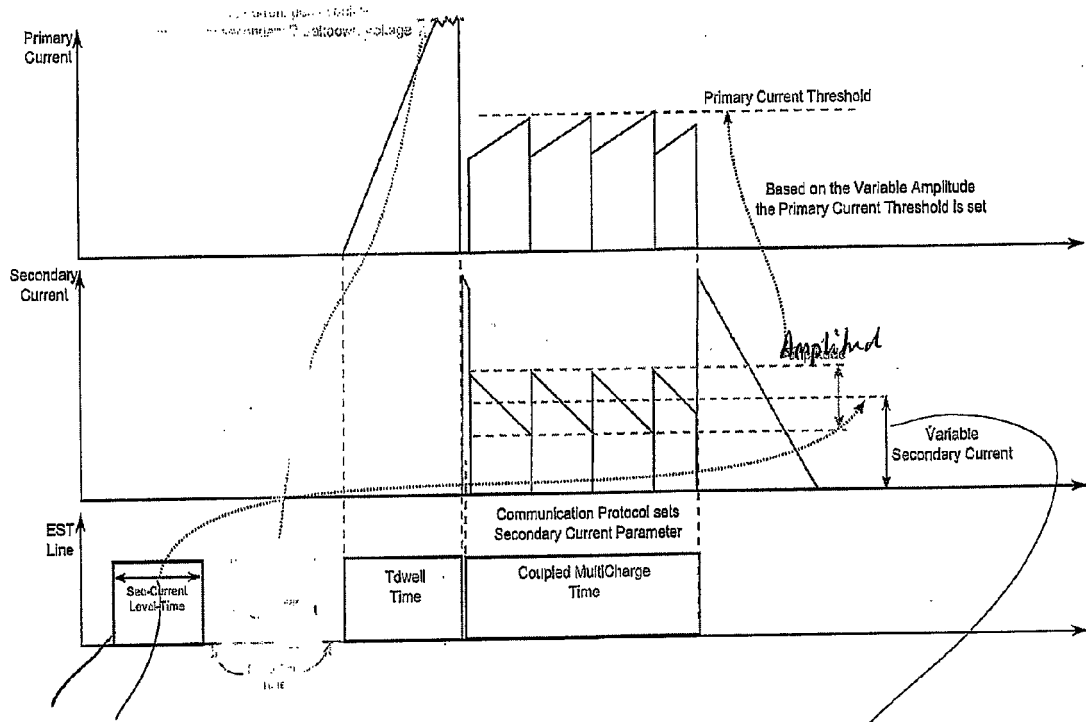 Primary
Current
Primary Current Threshold
Based on the Variable Amplitude
the Primary Current Threshold is set
Secondary
Current
Amplitud
Variable
Secondary Current
Communication Protocol sets
Secondary Current Parameter
EST
Line
Sec-Current
Level-Time
Tdwell
Time
Coupled MultiCharge
Time